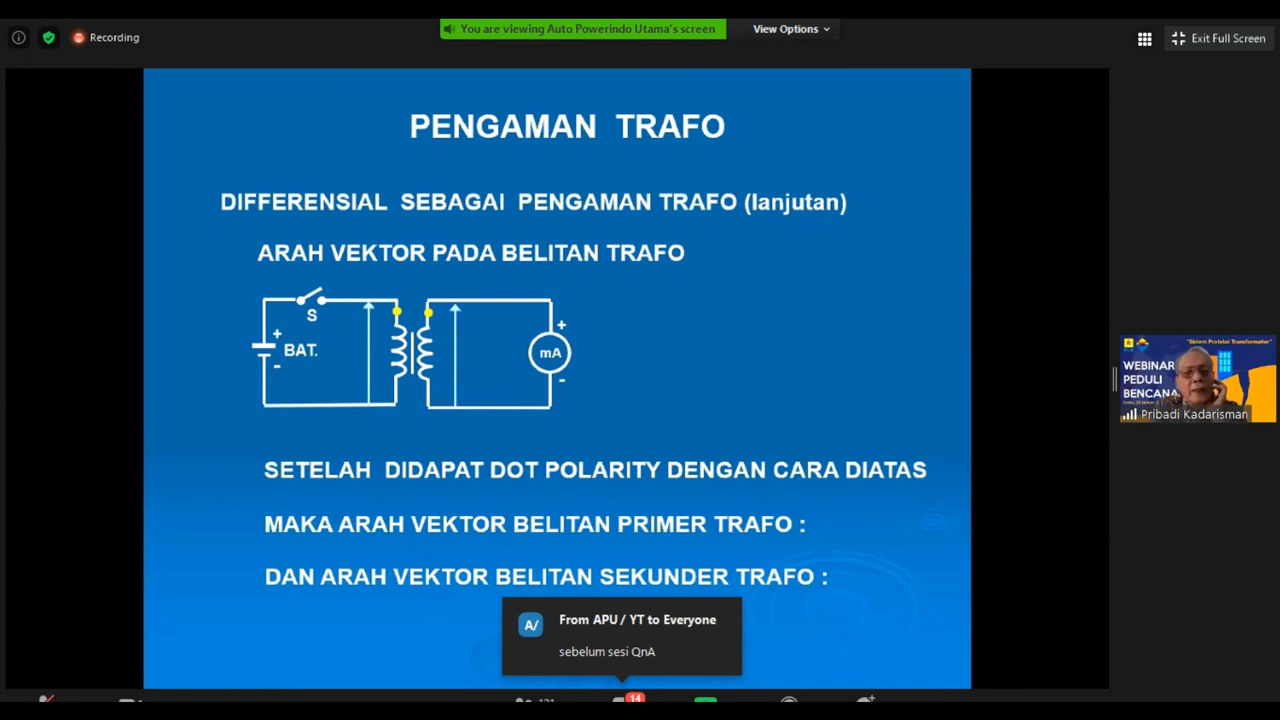 You are viewing Auto Powerindo Utama's screen
View Options
Recording
Exit Full Screen
PENGAMAN TRAFO
DIFFERENSIAL SEBAGAI PENGAMAN TRAFO (lanjutan)
ARAH VEKTOR PADA BELITAN TRAFO
S
+
BAT.
-
+
mA
-
"Sistem Proteksi Transformator"
WEBINAR
PEDULI
BENCANA
Pribadi Kadarisman
SETELAH DIDAPAT DOT POLARITY DENGAN CARA DIATAS
MAKA ARAH VEKTOR BELITAN PRIMER TRAFO :
DAN ARAH VEKTOR BELITAN SEKUNDER TRAFO :
A/
From APU / YT to Everyone
sebelum sesi QnA
14